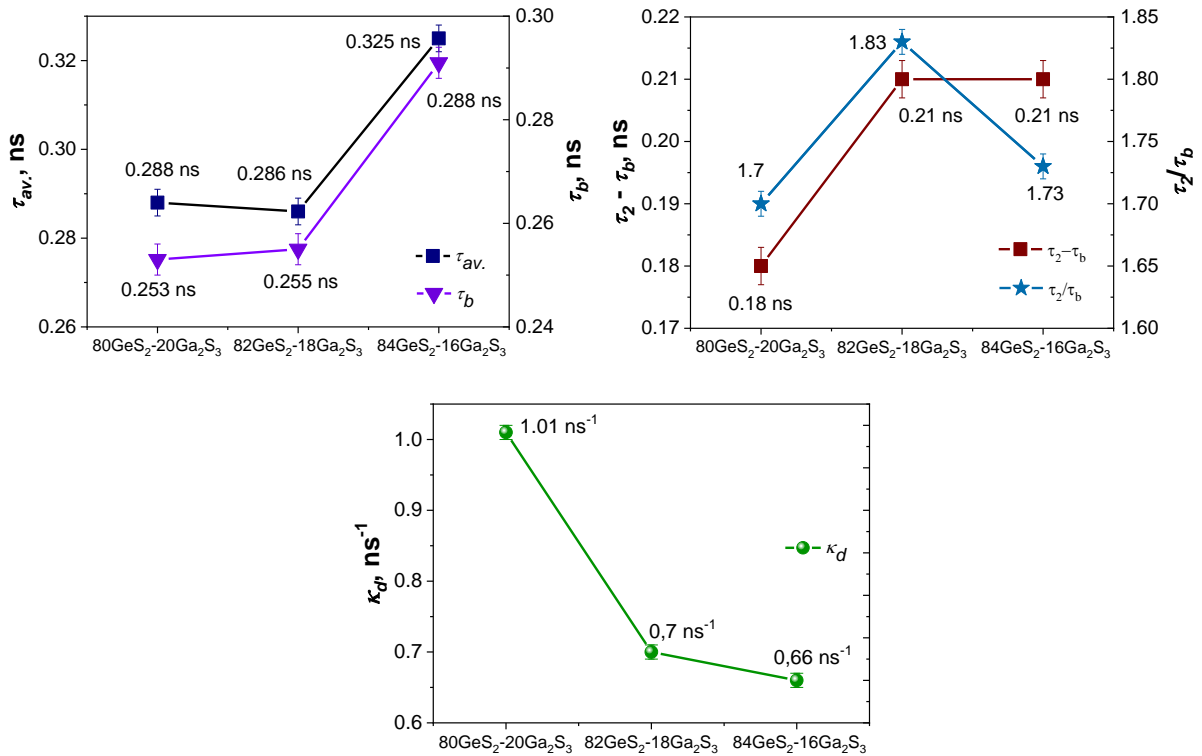 τav., ns
0.32
0.30
0.28
0.26
0.325 ns
0.288 ns
0.288 ns
0.286 ns
0.253 ns
0.255 ns
τav.
τb
0.30
0.28
0.26
0.24
τb, ns
80GeS2-20Ga2S3
82GeS2-18Ga2S3
84GeS2-16Ga2S3
τ2 - τb, ns
0.22
0.21
0.20
0.19
0.18
0.17
1.83
0.21 ns
0.21 ns
1.7
1.73
0.18 ns
τ2−τb
τ2/τb
1.85
1.80
1.75
1.70
1.65
1.60
τ2/τb
80GeS2-20Ga2S3
82GeS2-18Ga2S3
84GeS2-16Ga2S3
κd, ns-1
1.0
0.9
0.8
0.7
0.6
1.01 ns-1
κd
0,7 ns-1
0,66 ns-1
80GeS2-20Ga2S3
82GeS2-18Ga2S3
84GeS2-16Ga2S3